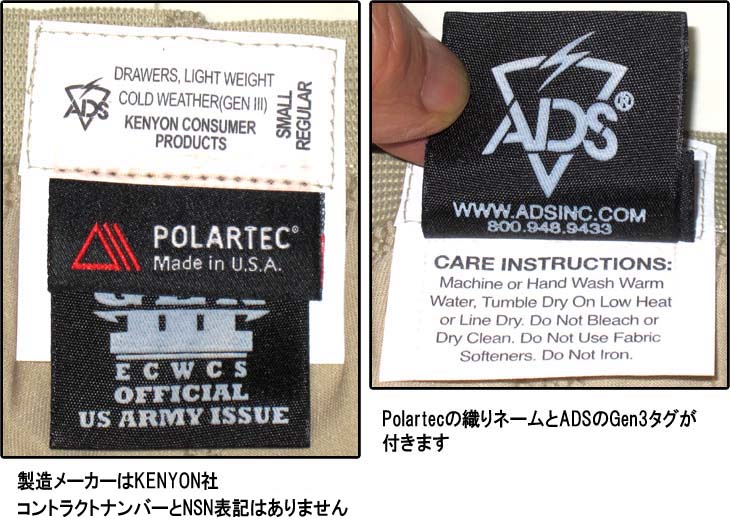 DRAWERS, LIGHT WEIGHT
COLD WEATHER(GEN III)
KENYON CONSUMER
PRODUCTS
SMALL
REGULAR
ADS
POLARTEC®
Made in U.S.A.
GEN
III
E C W C S
OFFICIAL
US ARMY ISSUE
製造メーカーはKENYON社
コントラクトナンバーとNSN表記はありません
ADS®
WWW.ADSINC.COM
800.948.9433
CARE INSTRUCTIONS:
Machine or Hand Wash Warm
Water, Tumble Dry On Low Heat
or Line Dry. Do Not Bleach or
Dry Clean. Do Not Use Fabric
Softeners. Do Not Iron.
Polartecの織りネームとADSのGen3タグが
付きます